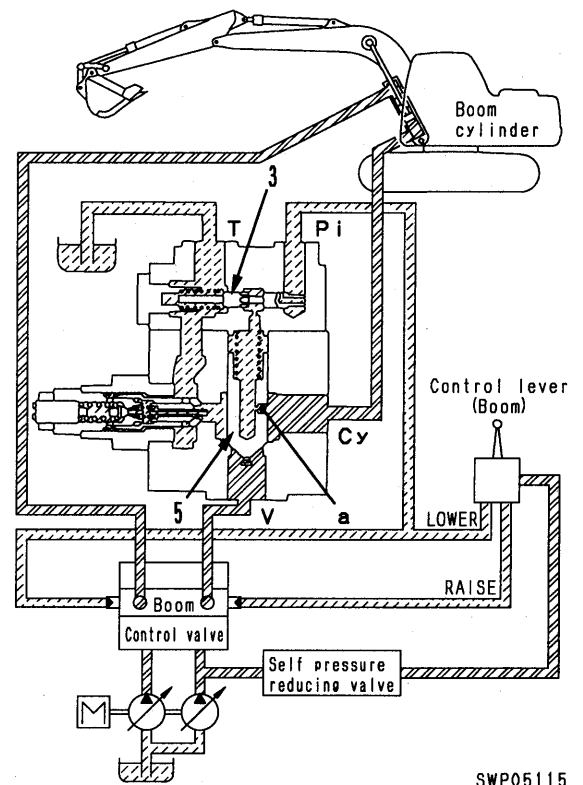 Boom
cylinder
3
T
Pi
Control lever
(Boom)
Cy
5
V
a
LOWER
RAISE
Boom
Control valve
Self pressure
reducing valve
M
SWP05115